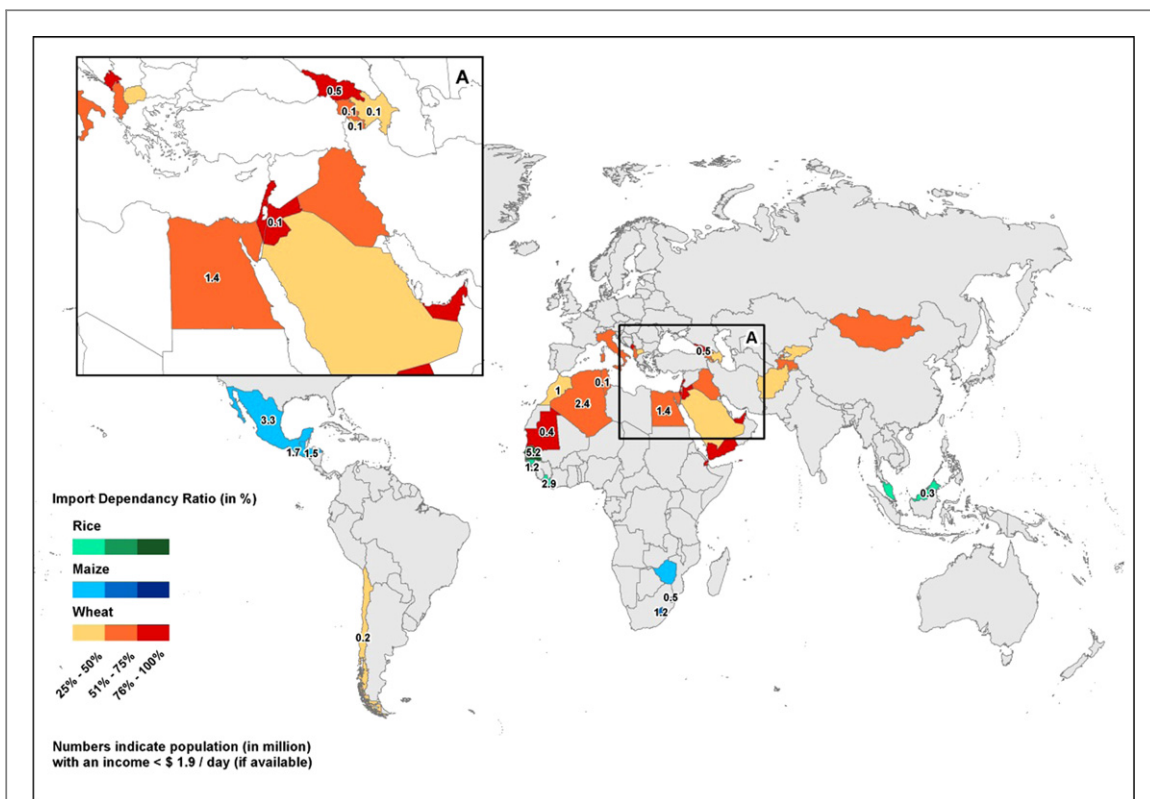 A
0.5
0.1 0.1
0.1
0.1
1.4
A
0.5
0.1
1
2.4
1.4
0.4
5.2
1.2
2.9
3.3
1.7 1.5
0.3
0.5
1.2
0.2
Import Dependancy Ratio (in %)
Rice
Maize
Wheat
25% - 50%
51% - 75%
76% - 100%
Numbers indicate population (in million)
with an income < $ 1.9 / day (if available)